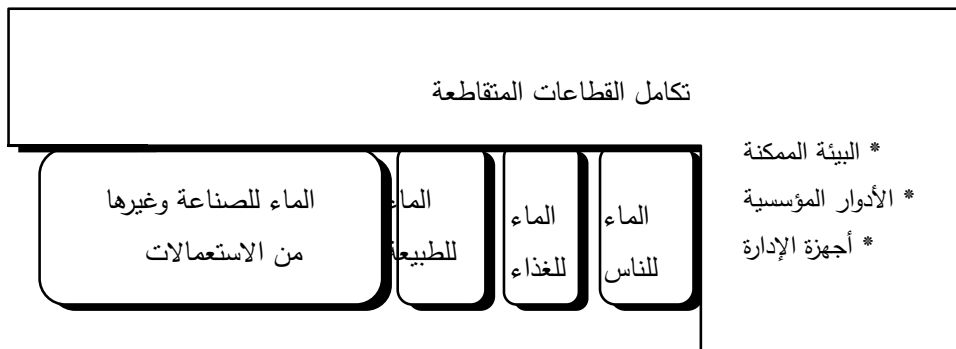 تكامل القطاعات المتقاطعة
* البيئة الممكنة
* الأدوار المؤسسية
* أجهزة الإدارة
الماء
للناس
الماء
للغذاء
الماء
للطبيعة
الماء للصناعة وغيرها
من الاستعمالات